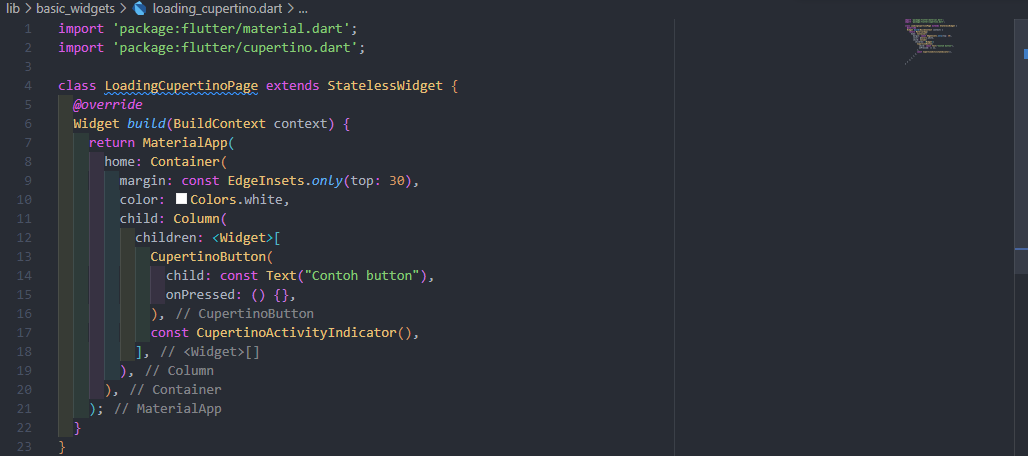 lib > basic_widgets > loading_cupertino.dart > ...
1 import 'package:flutter/material.dart';
2 import 'package:flutter/cupertino.dart';
3
4 class LoadingCupertinoPage extends StatelessWidget {
5   @override
6   Widget build(BuildContext context) {
7     return MaterialApp(
8       home: Container(
9         margin: const EdgeInsets.only(top: 30),
10         color: Colors.white,
11         child: Column(
12           children: <Widget>[
13             CupertinoButton(
14               child: const Text("Contoh button"),
15               onPressed: () {},
16             ), // CupertinoButton
17             const CupertinoActivityIndicator(),
18           ], // <Widget>[]
19         ), // Column
20       ), // Container
21     ); // MaterialApp
22   }
23 }